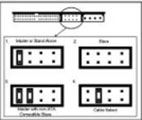 1 Master or Stand Alone
2 Slave
3
4
Master with non-ATA
Compatible Slave
Cable Select